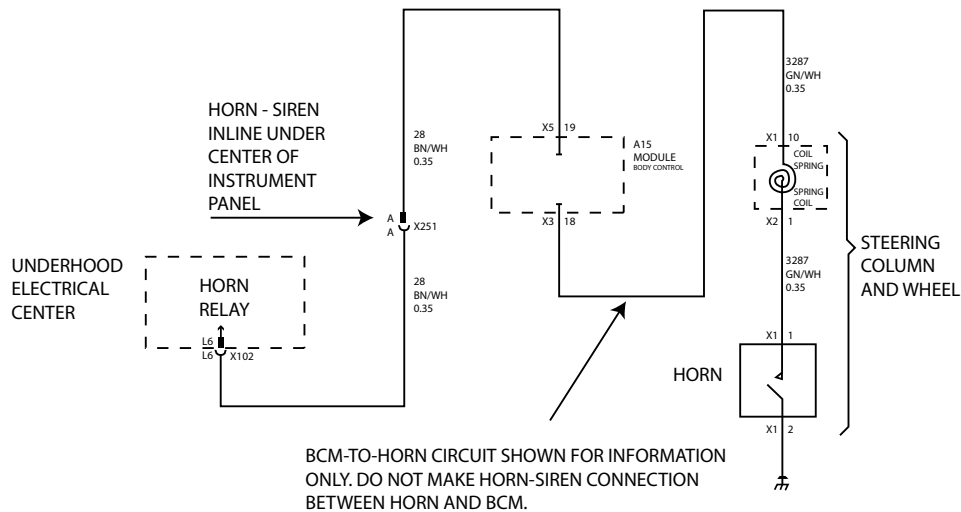 HORN - SIREN
INLINE UNDER
CENTER OF
INSTRUMENT
PANEL
28
BN/WH
0.35
A
A
X251
28
BN/WH
0.35
UNDERHOOD
ELECTRICAL
CENTER
HORN
RELAY
L6
L6
X102
X5 19
A15
MODULE
BODY CONTROL
X3 18
3287
GN/WH
0.35
X1 10
COIL
SPRING
SPRING
COIL
X2 1
3287
GN/WH
0.35
STEERING
COLUMN
AND WHEEL
X1 1
HORN
X1 2
BCM-TO-HORN CIRCUIT SHOWN FOR INFORMATION
ONLY. DO NOT MAKE HORN-SIREN CONNECTION
BETWEEN HORN AND BCM.